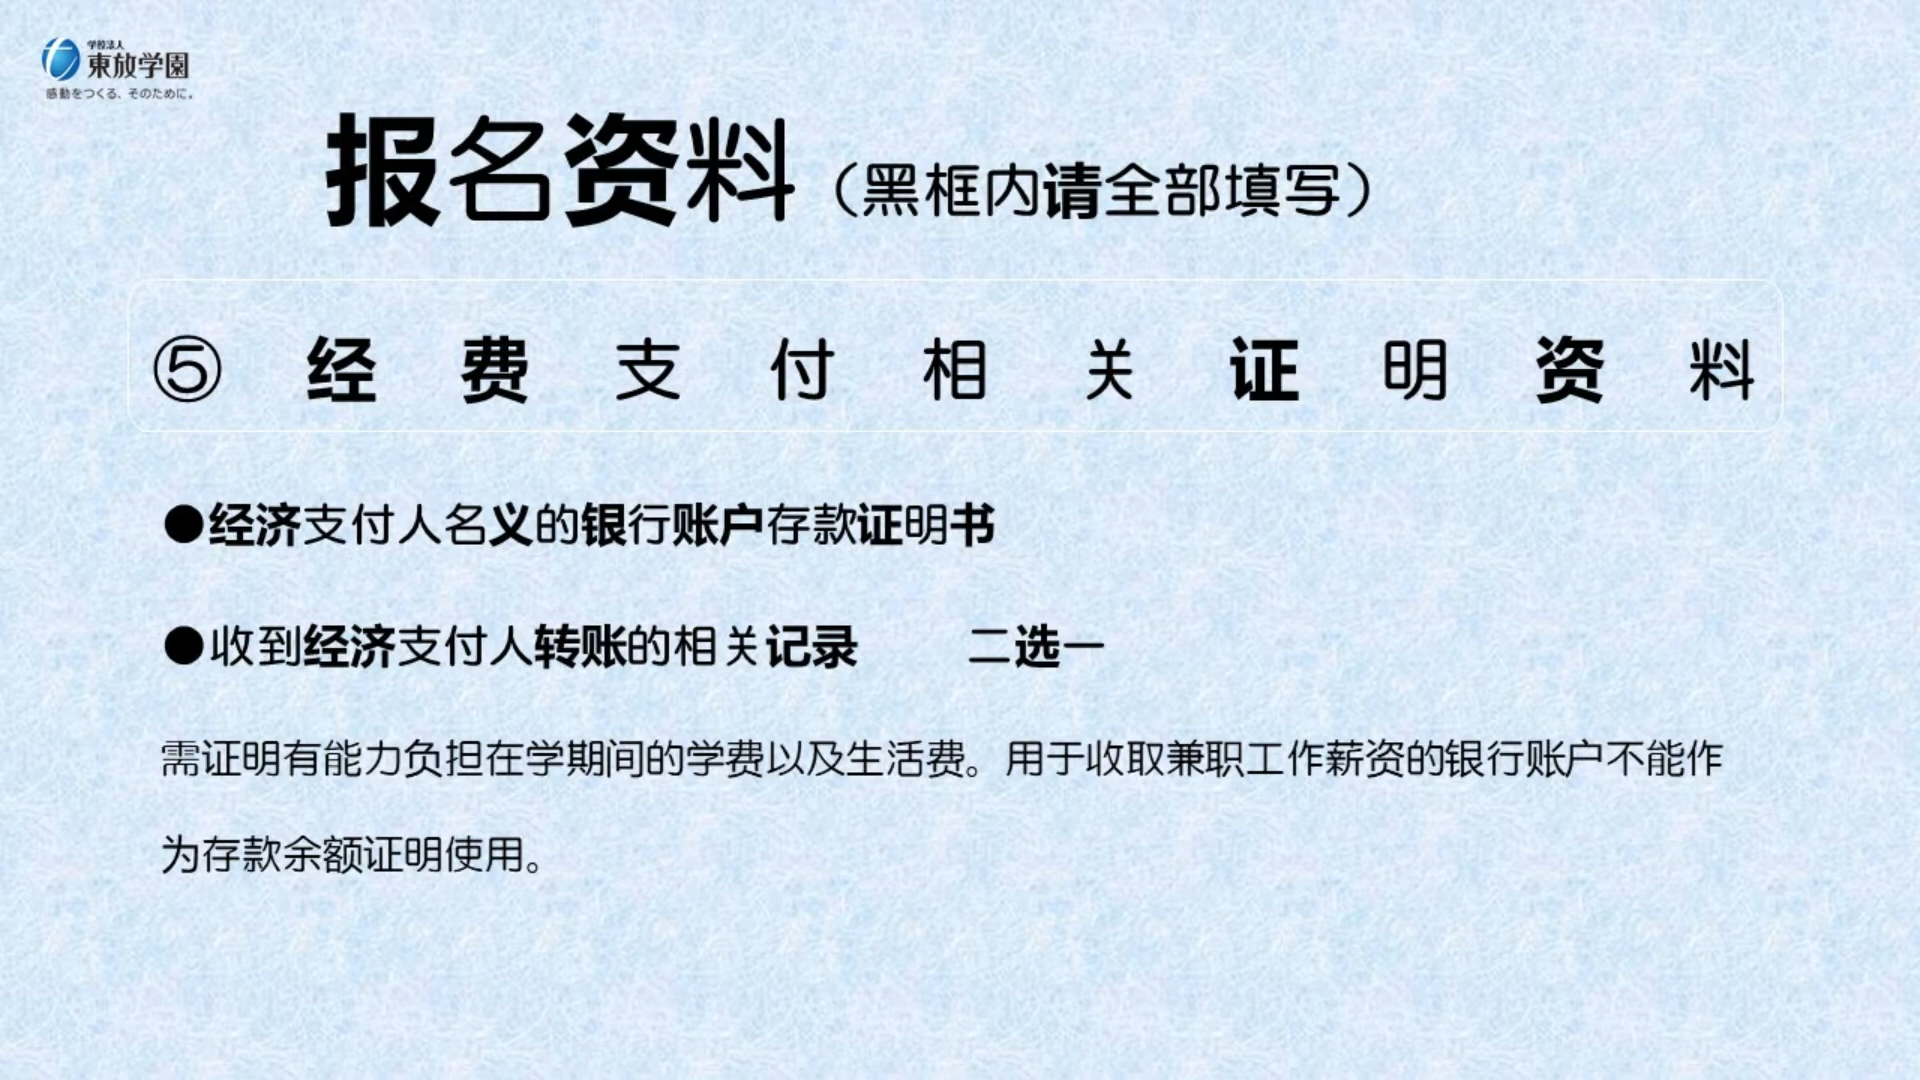 学校法人
東放学園
感動をつくる、そのために。
报名资料（黑框内请全部填写）
⑤ 经费支付相关证明资料
●经济支付人名义的银行账户存款证明书
●收到经济支付人转账的相关记录 二选一
需证明有能力负担在学期间的学费以及生活费。用于收取兼职工作薪资的银行账户不能作
为存款余额证明使用。